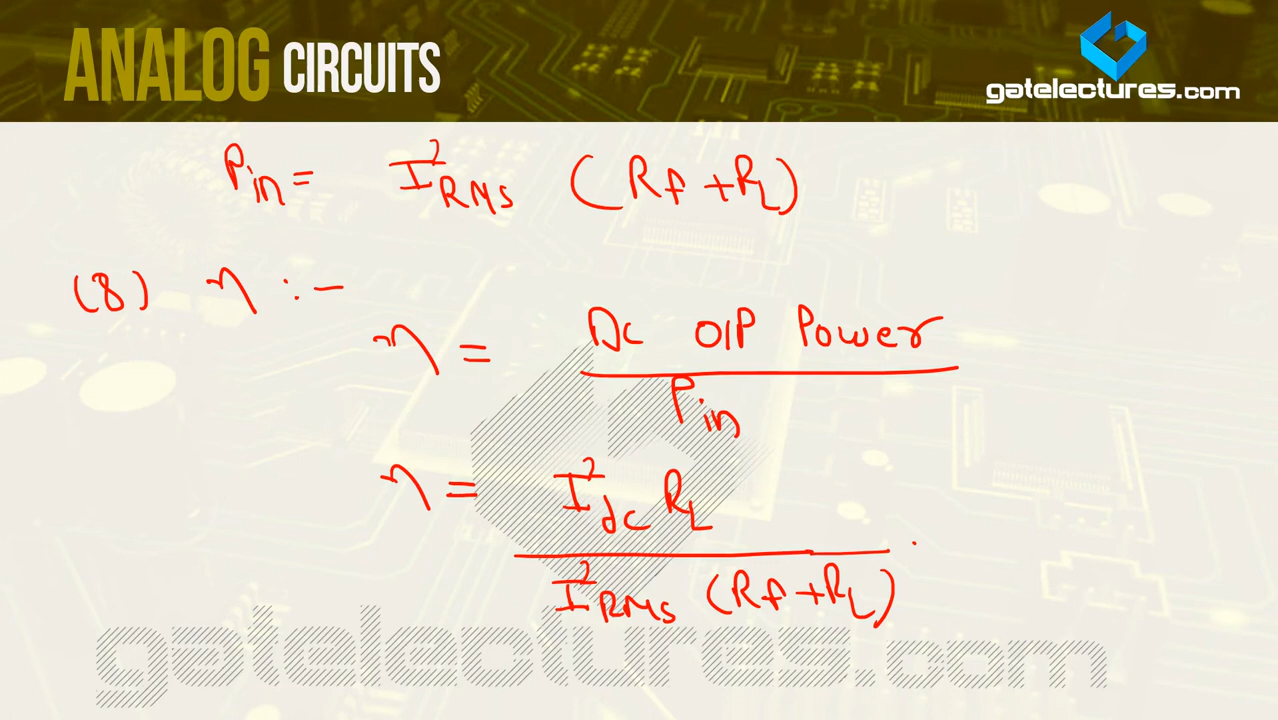 ANALOG CIRCUITS
gatelectures.com
Pin = I²RMS (Rf + RL)
(8) η :-
η = DC O/P Power / Pin
η = I²dc RL / I²RMS (Rf + RL) .
gatelectures.com